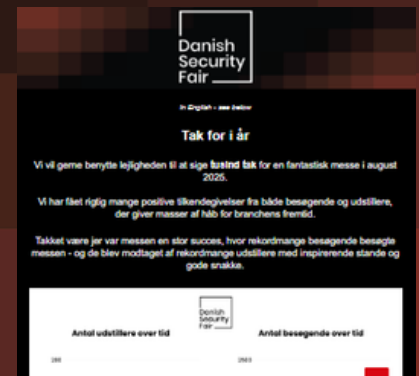 Danish
Security
Fair
In English - see below
Tak for i år
Vi vil gerne benytte lejligheden til at sige tusind tak for en fantastisk messe i august
2025.
Vi har fået rigtig mange positive tilkendegivelser fra både besøgende og udstillere,
der giver masser af håb for branchens fremtid.
Takket være jer var messen en stor succes, hvor rekordmange besøgende besøgte
messen - og de blev modtaget af rekordmange udstillere med inspirerende stande og
gode snakke.
Danish
Security
Fair
Antal udstillere over tid
Antal besøgende over tid